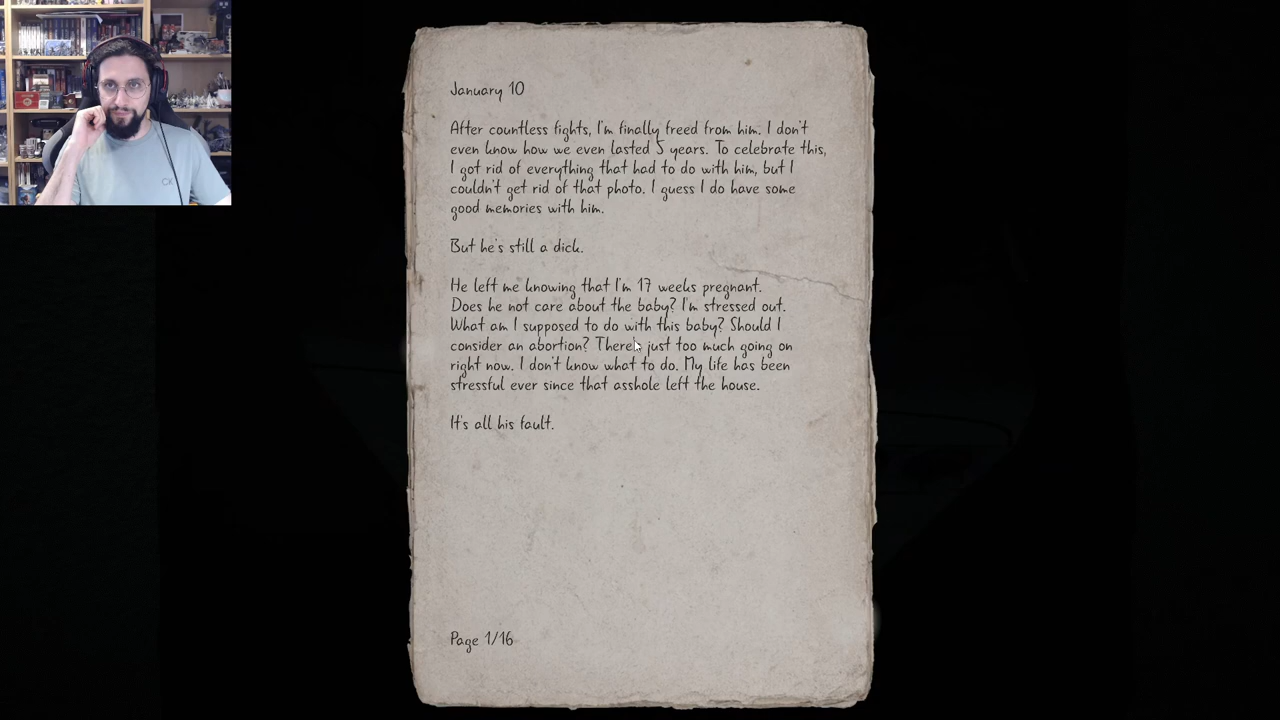 January 10
After countless fights, I'm finally freed from him. I don't
even know how we even lasted 5 years. To celebrate this,
I got rid of everything that had to do with him, but I
couldn't get rid of that photo. I guess I do have some
good memories with him.
But he's still a dick.
He left me knowing that I'm 17 weeks pregnant.
Does he not care about the baby? I'm stressed out.
What am I supposed to do with this baby? Should I
consider an abortion? There's just too much going on
right now. I don't know what to do. My life has been
stressful ever since that asshole left the house.
It's all his fault.
Page 1/16